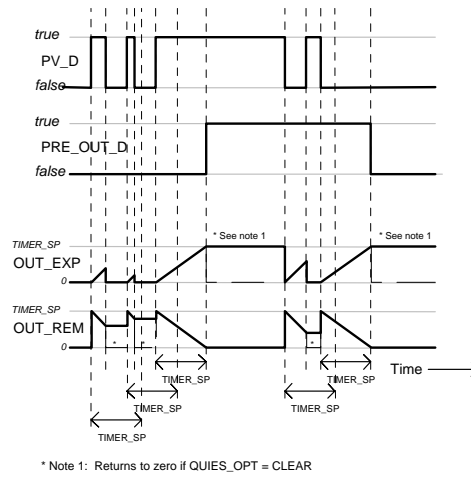 true
PV_D
false
true
PRE_OUT_D
false
TIMER_SP
* See note 1
* See note 1
OUT_EXP
0
TIMER_SP
OUT_REM
0
*
*
*
Time
TIMER_SP
TIMER_SP
TIMER_SP
TIMER_SP
TIMER_SP
* Note 1: Returns to zero if QUIES_OPT = CLEAR